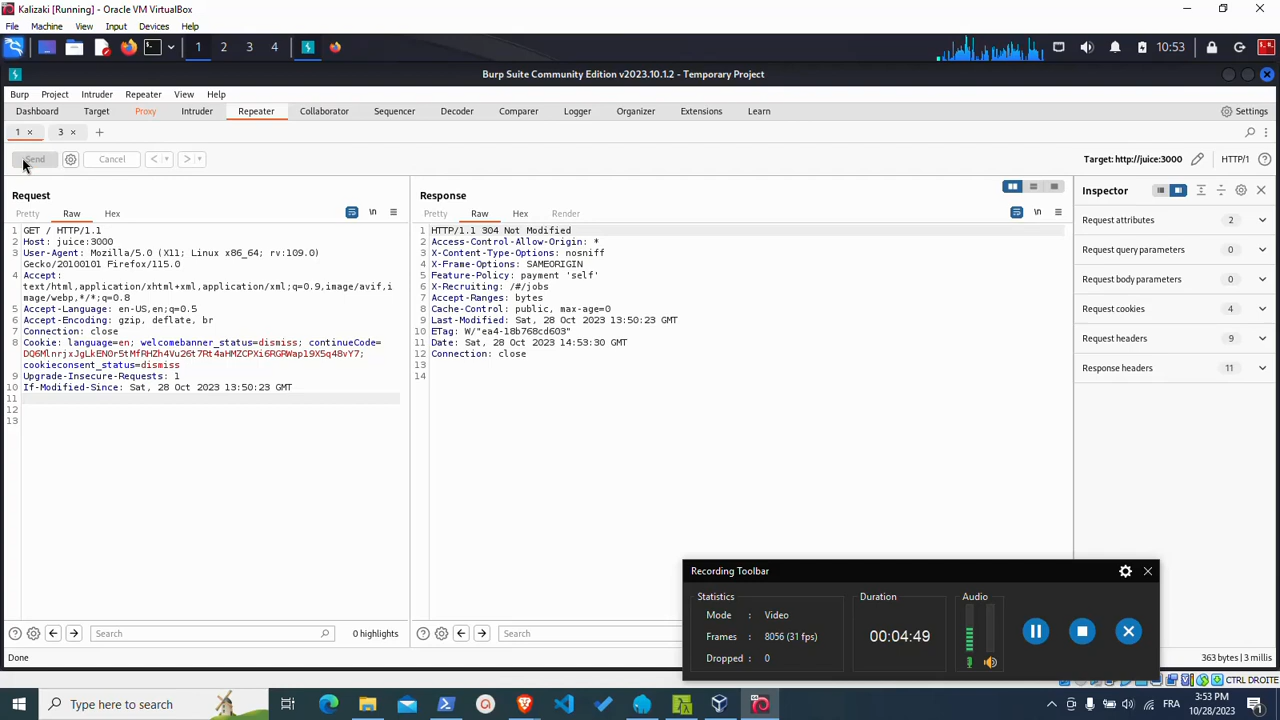 Kalizaki [Running] - Oracle VM VirtualBox
File Machine View Input Devices Help
1 2 3 4 10:53
Burp Suite Community Edition v2023.10.1.2 - Temporary Project
Burp Project Intruder Repeater View Help
Dashboard Target Proxy Intruder Repeater Collaborator Sequencer Decoder Comparer Logger Organizer Extensions Learn Settings
1 × 3 × +
Send Cancel < > Target: http://juice:3000 HTTP/1
Request
Pretty Raw Hex \n
1 GET / HTTP/1.1
2 Host: juice:3000
3 User-Agent: Mozilla/5.0 (X11; Linux x86_64; rv:109.0)
Gecko/20100101 Firefox/115.0
4 Accept:
text/html,application/xhtml+xml,application/xml;q=0.9,image/avif,i
mage/webp,*/*;q=0.8
5 Accept-Language: en-US,en;q=0.5
6 Accept-Encoding: gzip, deflate, br
7 Connection: close
8 Cookie: language=en; welcomebanner_status=dismiss; continueCode=
DQ6MlnrjxJgLkENOr5tMfRHZh4Vu26t7Rt4aHMZCPXi6RGRWap19X5q48vY7;
cookieconsent_status=dismiss
9 Upgrade-Insecure-Requests: 1
10 If-Modified-Since: Sat, 28 Oct 2023 13:50:23 GMT
11
12
13
Search 0 highlights
Response
Pretty Raw Hex Render \n
1 HTTP/1.1 304 Not Modified
2 Access-Control-Allow-Origin: *
3 X-Content-Type-Options: nosniff
4 X-Frame-Options: SAMEORIGIN
5 Feature-Policy: payment 'self'
6 X-Recruiting: /#/jobs
7 Accept-Ranges: bytes
8 Cache-Control: public, max-age=0
9 Last-Modified: Sat, 28 Oct 2023 13:50:23 GMT
10 ETag: W/"ea4-18b768cd603"
11 Date: Sat, 28 Oct 2023 14:53:30 GMT
12 Connection: close
13
14
Search
Inspector
Request attributes 2
Request query parameters 0
Request body parameters 0
Request cookies 4
Request headers 9
Response headers 11
Recording Toolbar
Statistics Duration Audio
Mode : Video
Frames : 8056 (31 fps) 00:04:49
Dropped : 0
Done 363 bytes | 3 millis
CTRL DROITE
Type here to search FRA 3:53 PM
10/28/2023